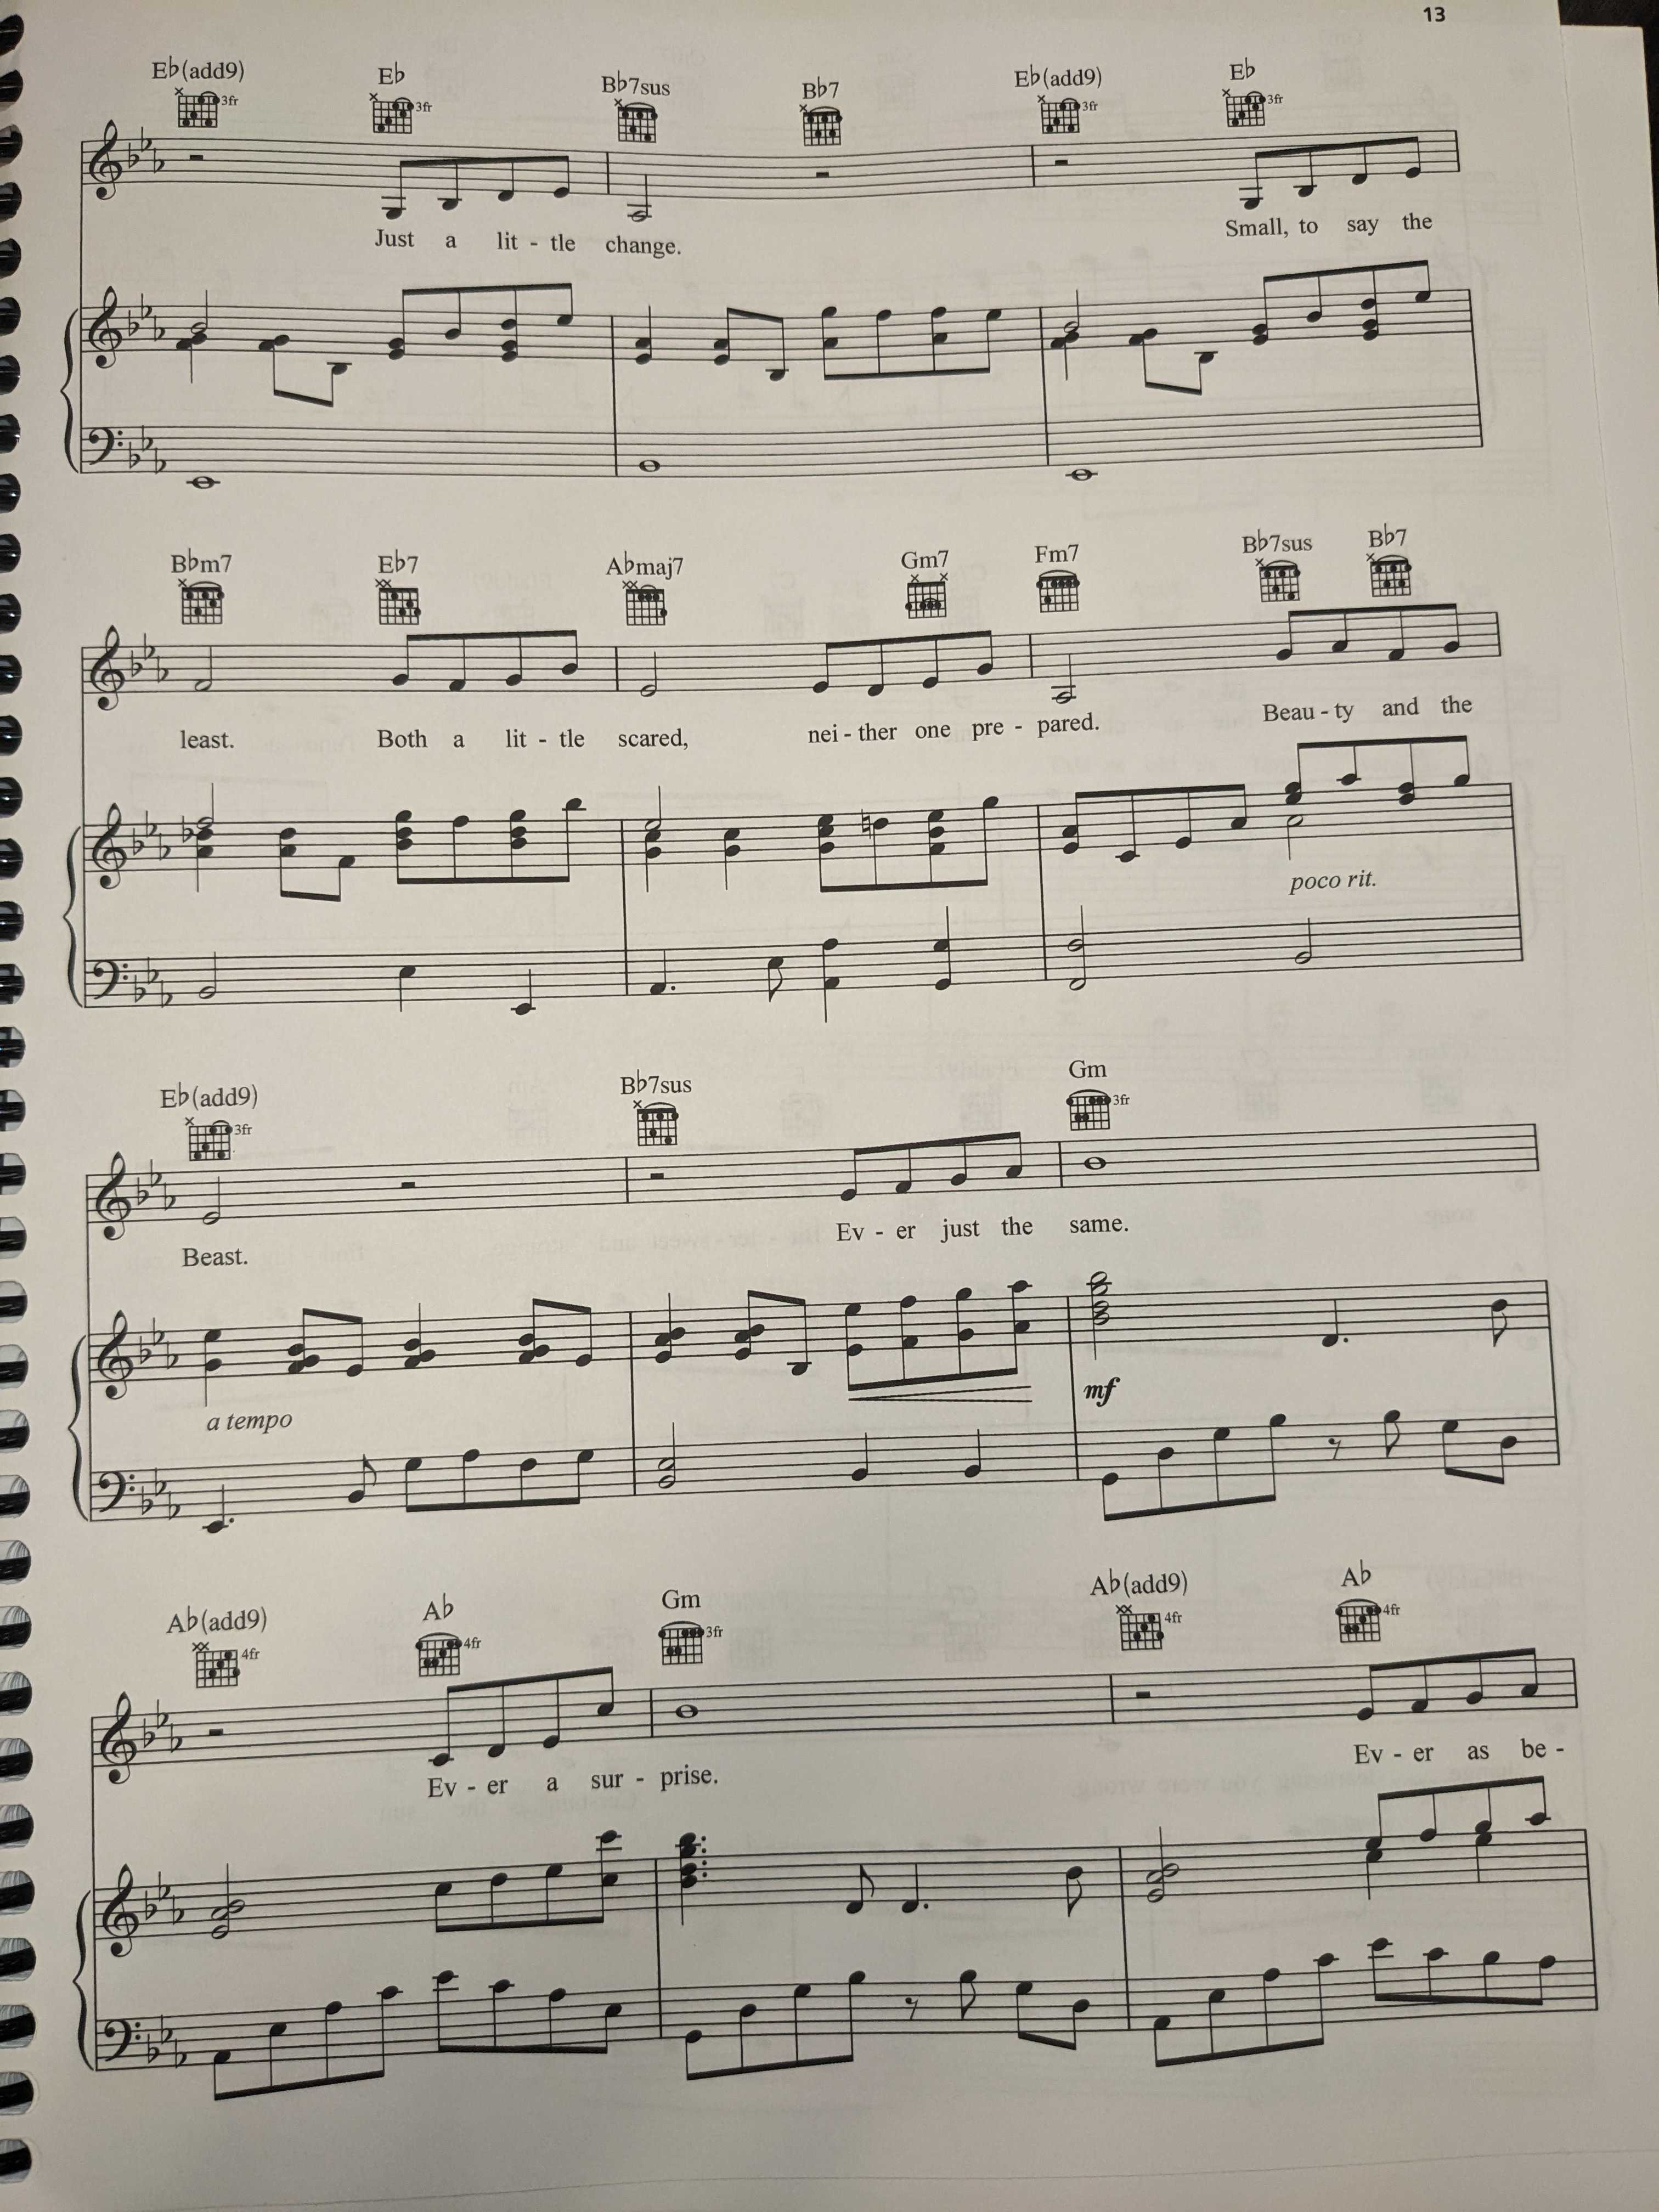 13
E♭(add9) E♭ B♭7sus B♭7 E♭(add9) E♭
3fr 3fr 3fr 3fr
Just a lit - tle change. Small, to say the
B♭m7 E♭7 A♭maj7 Gm7 Fm7 B♭7sus B♭7
least. Both a lit - tle scared, nei - ther one pre - pared. Beau - ty and the
poco rit.
E♭(add9) B♭7sus Gm
3fr 3fr
Beast. Ev - er just the same.
a tempo mf
A♭(add9) A♭ Gm A♭(add9) A♭
4fr 4fr 3fr 4fr 4fr
Ev - er a sur - prise. Ev - er as be -